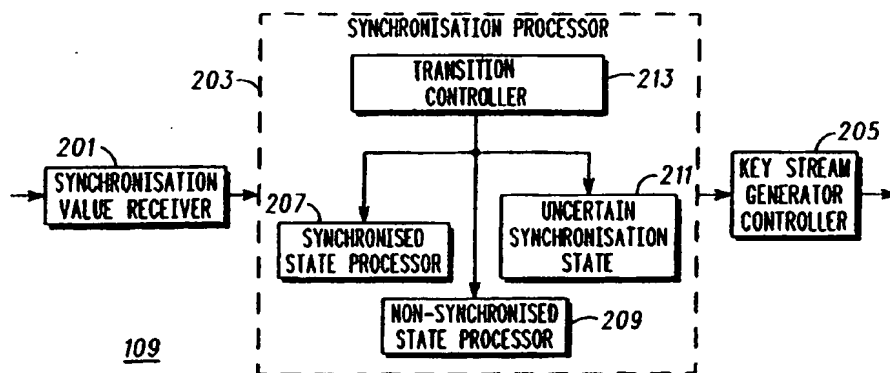 SYNCHRONISATION PROCESSOR
203
TRANSITION
CONTROLLER
213
201
SYNCHRONISATION
VALUE RECEIVER
207
SYNCHRONISED
STATE PROCESSOR
211
UNCERTAIN
SYNCHRONISATION
STATE
205
KEY STREAM
GENERATOR
CONTROLLER
NON-SYNCHRONISED
STATE PROCESSOR
209
109